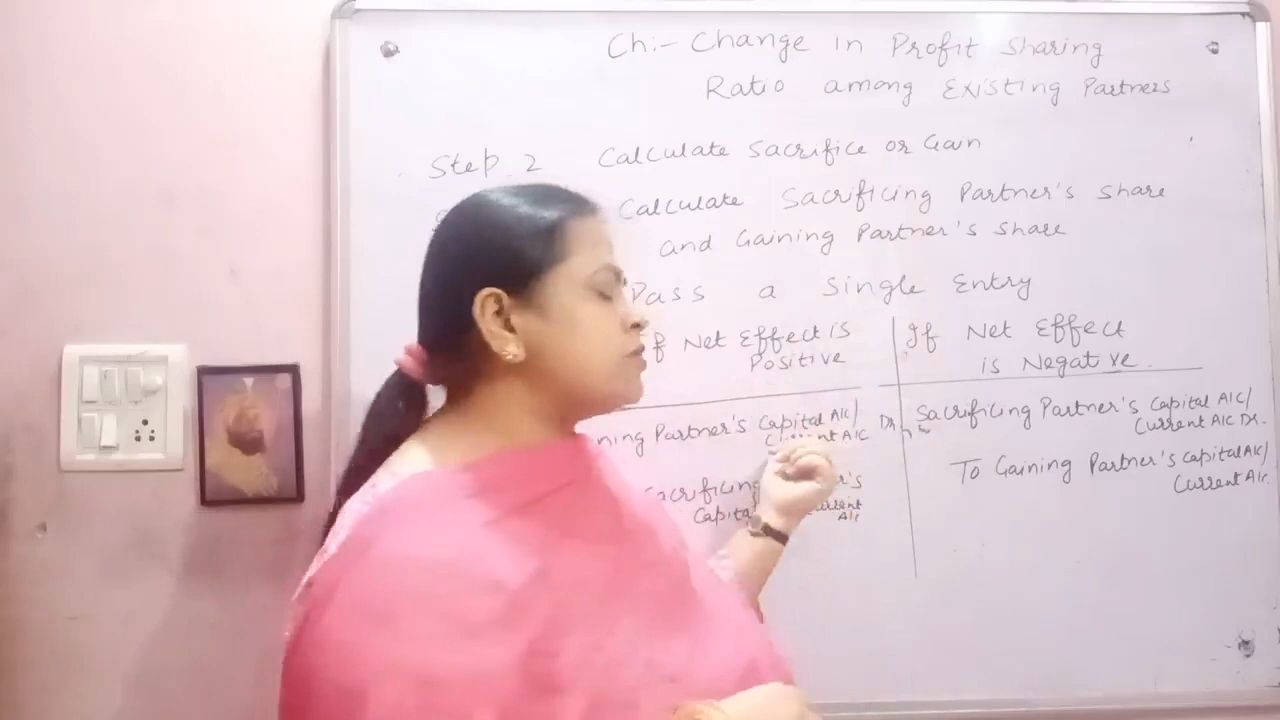 Ch:- Change in Profit Sharing
Ratio among Existing Partners
Step 2 Calculate Sacrifice or Gain
Calculate Sacrificing Partner's Share
and Gaining Partner's Share
Pass a Single Entry
If Net Effect is
Positive
If Net Effect
is Negat ve.
ning Partner's Capital A/c/
Current A/c Dr.
Sacrificing
Capital
Current
A/c
Sacrificing Partner's Capital A/c/
Current A/c Dr.
To Gaining Partner's Capital A/c/
Current A/c.